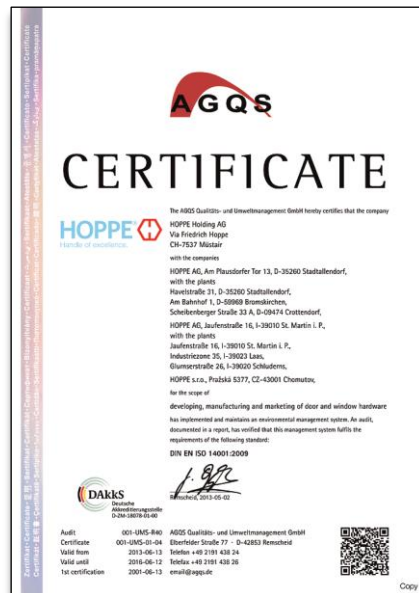 AGQS
CERTIFICATE
The AGQS Qualitäts- und Umweltmanagement GmbH hereby certifies that the company
HOPPE
Handle of excellence.
HOPPE Holding AG
Via Friedrich Hoppe
CH-7537 Müstair
with the companies
HOPPE AG, Am Plausdorfer Tor 13, D-35260 Stadtallendorf,
with the plants
Havelstraße 31, D-35260 Stadtallendorf,
Am Bahnhof 1, D-59969 Bromskirchen,
Scheibenberger Straße 33 A, D-09474 Crottendorf,
HOPPE AG, Jaufenstraße 16, I-39010 St. Martin i. P.,
with the plants
Jaufenstraße 16, I-39010 St. Martin i. P.,
Industriezone 35, I-39023 Laas,
Glurnserstraße 26, I-39020 Schluderns,
HOPPE s.r.o., Pražská 5377, CZ-43001 Chomutov,
for the scope of
developing, manufacturing and marketing of door and window hardware
has implemented and maintains an environmental management system. An audit,
documented in a report, has verified that this management system fulfils the
requirements of the following standard:
DIN EN ISO 14001:2009
DAkkS
Deutsche
Akkreditierungsstelle
D-ZM-16078-01-00
Remscheid, 2013-05-02
Audit 001-UMS-R40 AGQS Qualitäts- und Umweltmanagement GmbH
Certificate 001-UMS-01-04 Elberfelder Straße 77 · D-42853 Remscheid
Valid from 2013-06-13 Telefon +49 2191 438 24
Valid until 2016-06-12 Telefax +49 2191 438 26
1st certification 2001-06-13 email@agqs.de
Copy